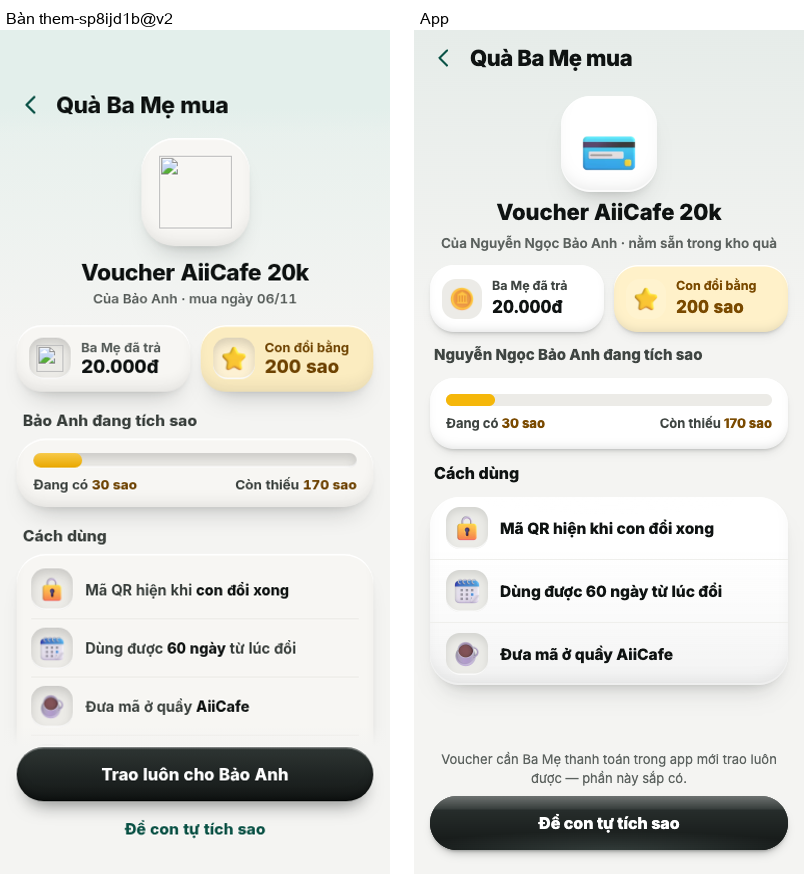 Bản them-sp8ijd1b@v2
Quà Ba Mẹ mua
Voucher AiiCafe 20k
Của Bảo Anh · mua ngày 06/11
Ba Mẹ đã trả
20.000đ
Con đổi bằng
200 sao
Bảo Anh đang tích sao
Đang có 30 sao
Còn thiếu 170 sao
Cách dùng
Mã QR hiện khi con đổi xong
Dùng được 60 ngày từ lúc đổi
Đưa mã ở quầy AiiCafe
Trao luôn cho Bảo Anh
Để con tự tích sao
App
Quà Ba Mẹ mua
Voucher AiiCafe 20k
Của Nguyễn Ngọc Bảo Anh · nằm sẵn trong kho quà
Ba Mẹ đã trả
20.000đ
Con đổi bằng
200 sao
Nguyễn Ngọc Bảo Anh đang tích sao
Đang có 30 sao
Còn thiếu 170 sao
Cách dùng
Mã QR hiện khi con đổi xong
Dùng được 60 ngày từ lúc đổi
Đưa mã ở quầy AiiCafe
Voucher cần Ba Mẹ thanh toán trong app mới trao luôn
được — phần này sắp có.
Để con tự tích sao